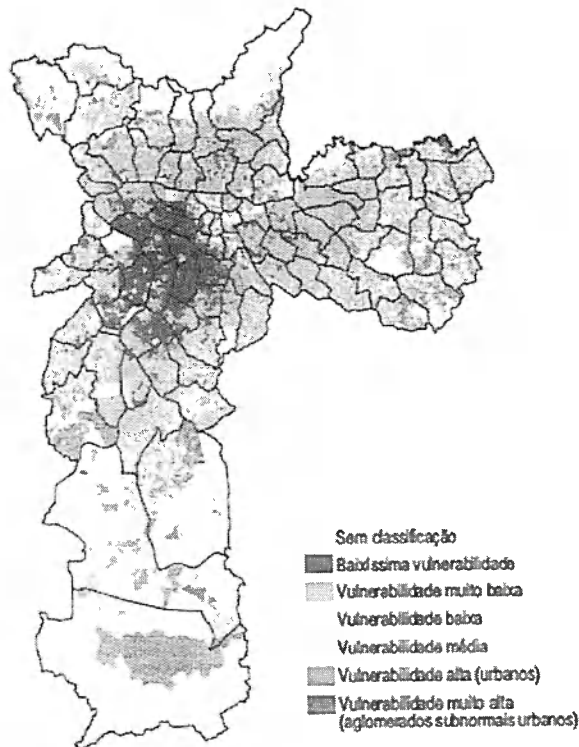 Sem classificação
Baixíssima vulnerabilidade
Vulnerabilidade muito baixa
Vulnerabilidade baixa
Vulnerabilidade média
Vulnerabilidade alta (urbanos)
Vulnerabilidade muito alta
(aglomerados subnormais urbanos)